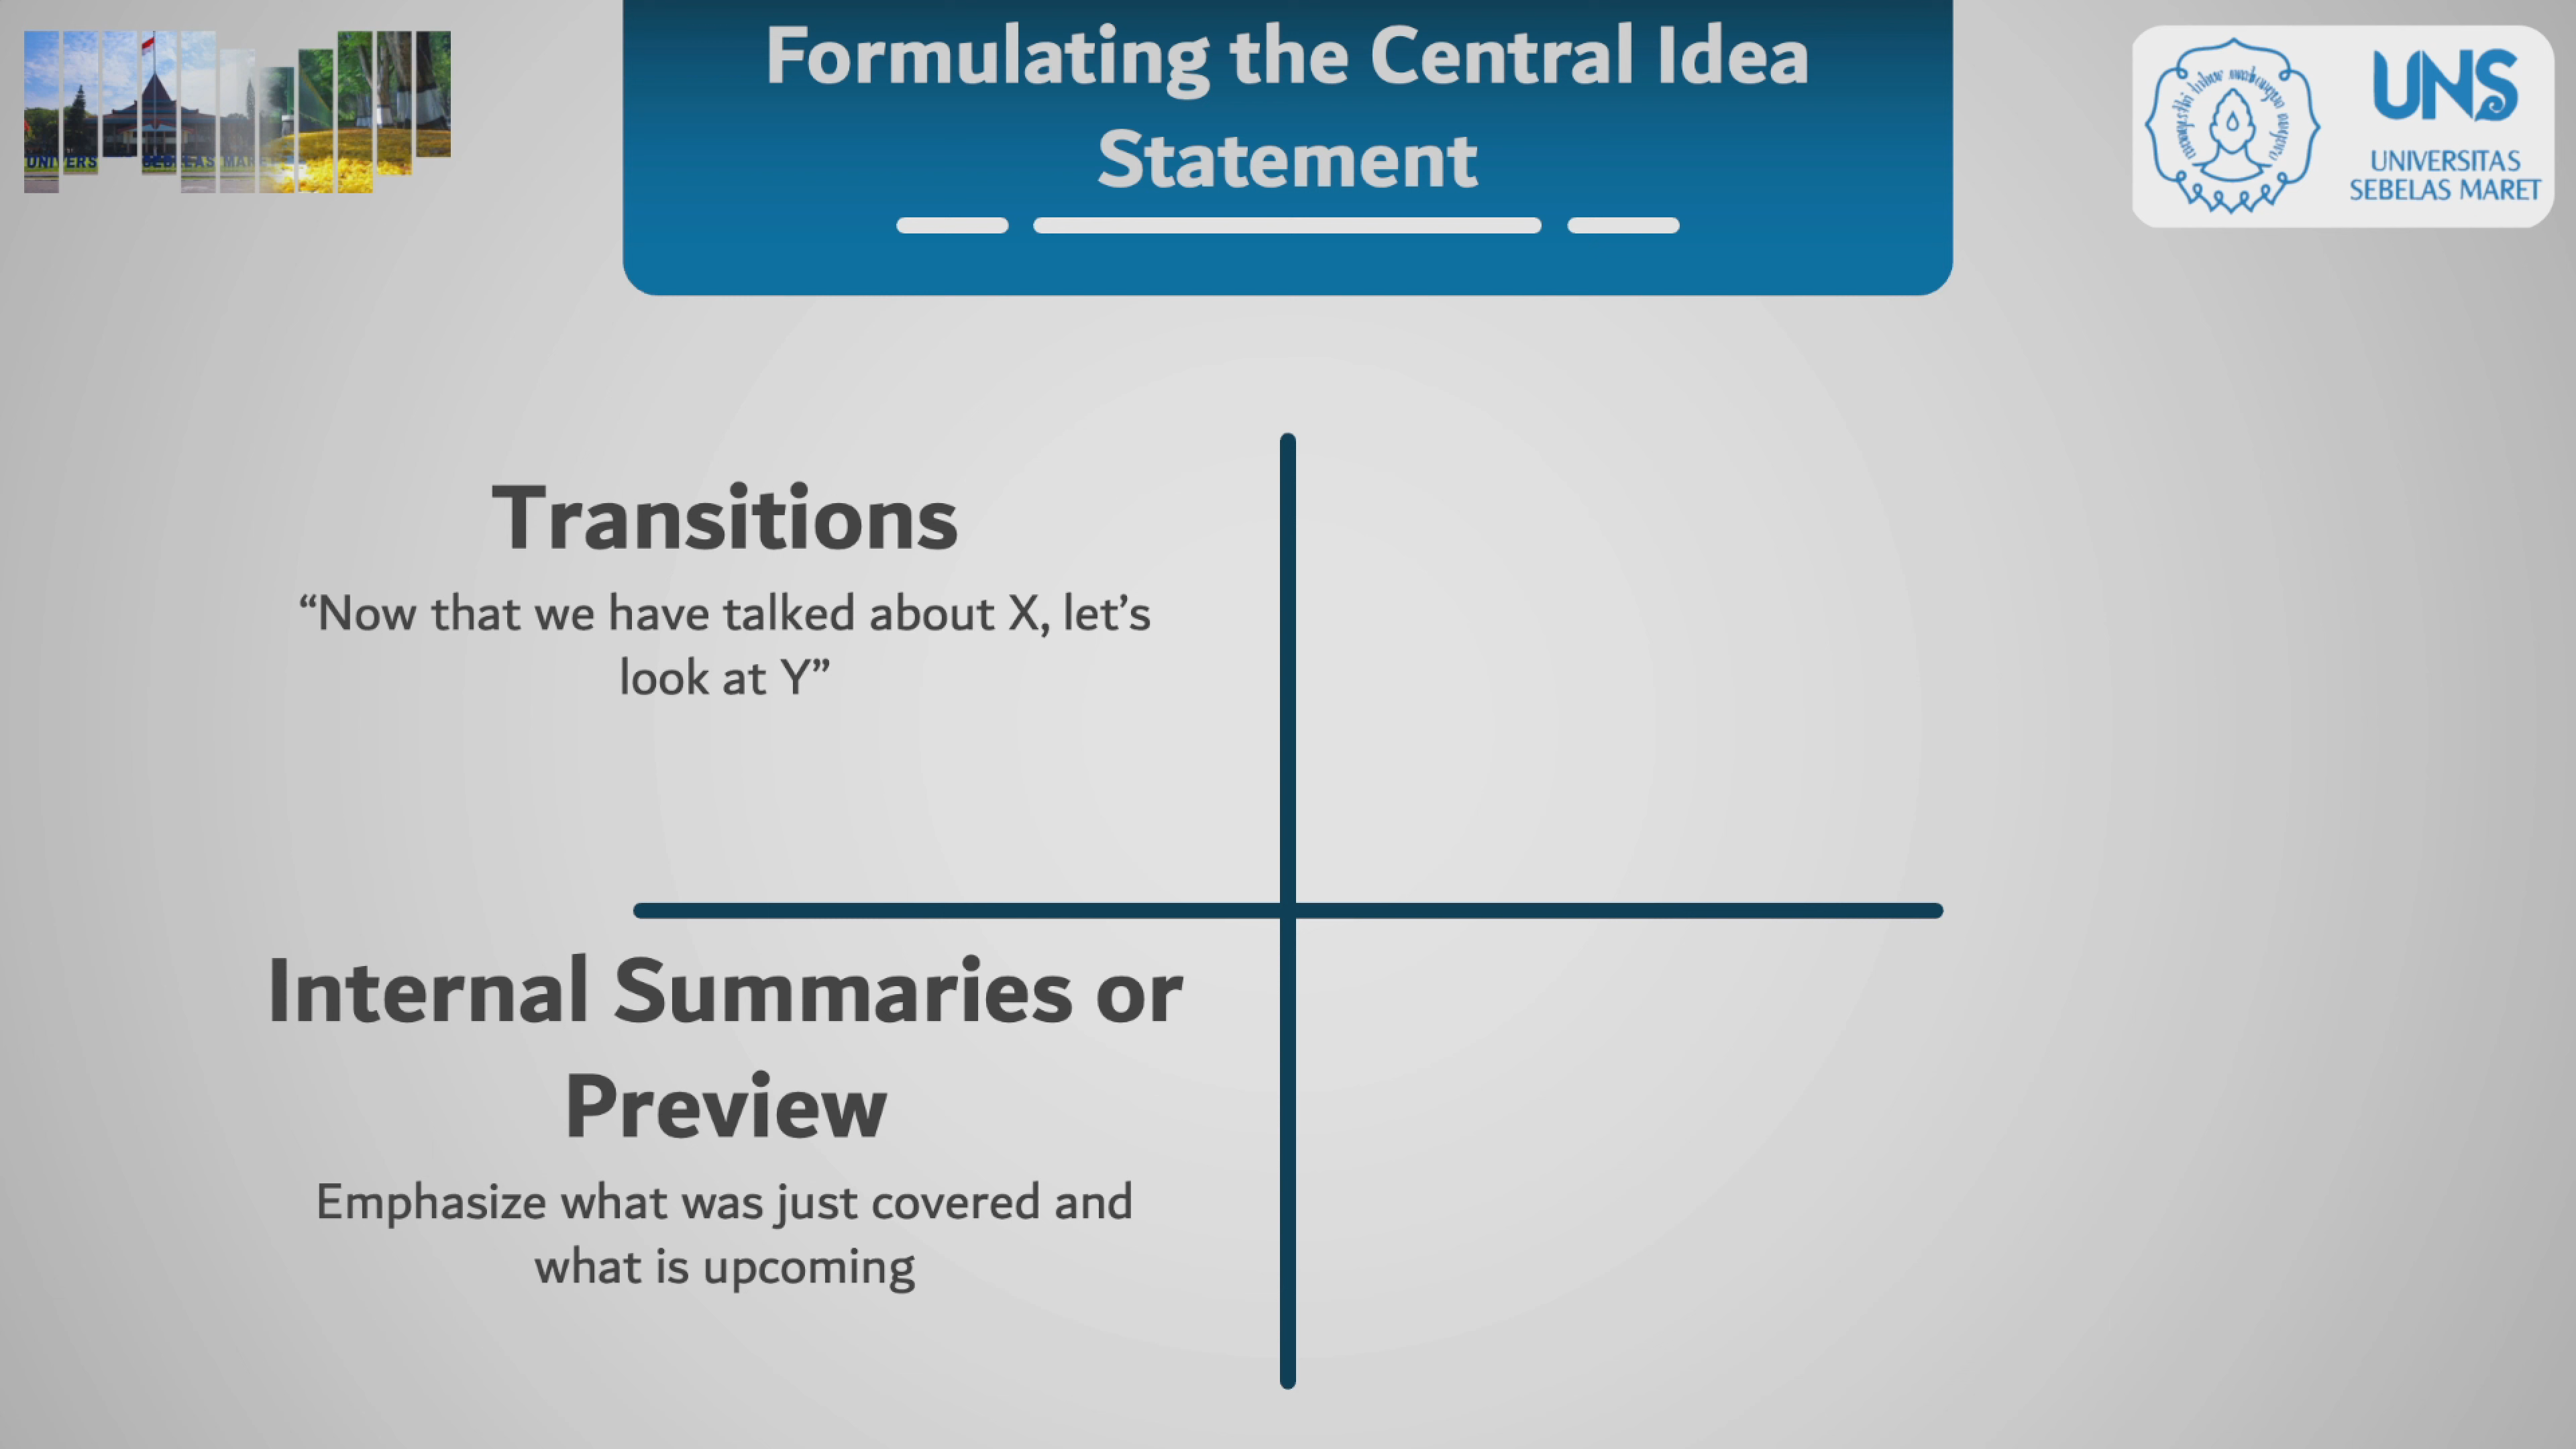 Formulating the Central Idea
Statement
UNS
UNIVERSITAS
SEBELAS MARET
Transitions
“Now that we have talked about X, let’s
look at Y”
Internal Summaries or
Preview
Emphasize what was just covered and
what is upcoming